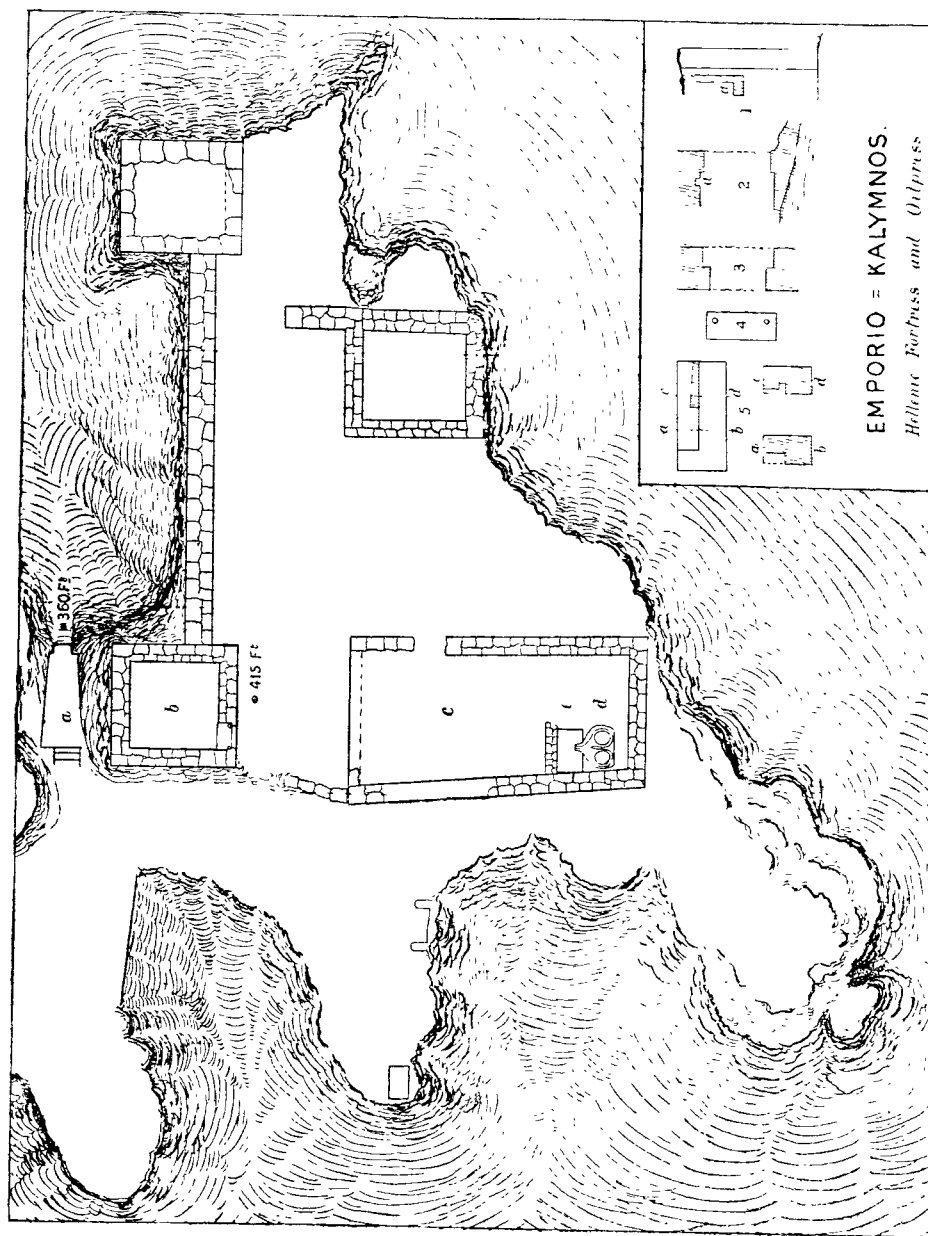 EMPORIO = KALYMNOS.
Hellenic Fortress and Oilpress
360 Ft
415 Ft
a
b
c
d
1
2
a
3
4
5
a
c
b
d
a
b
c
d